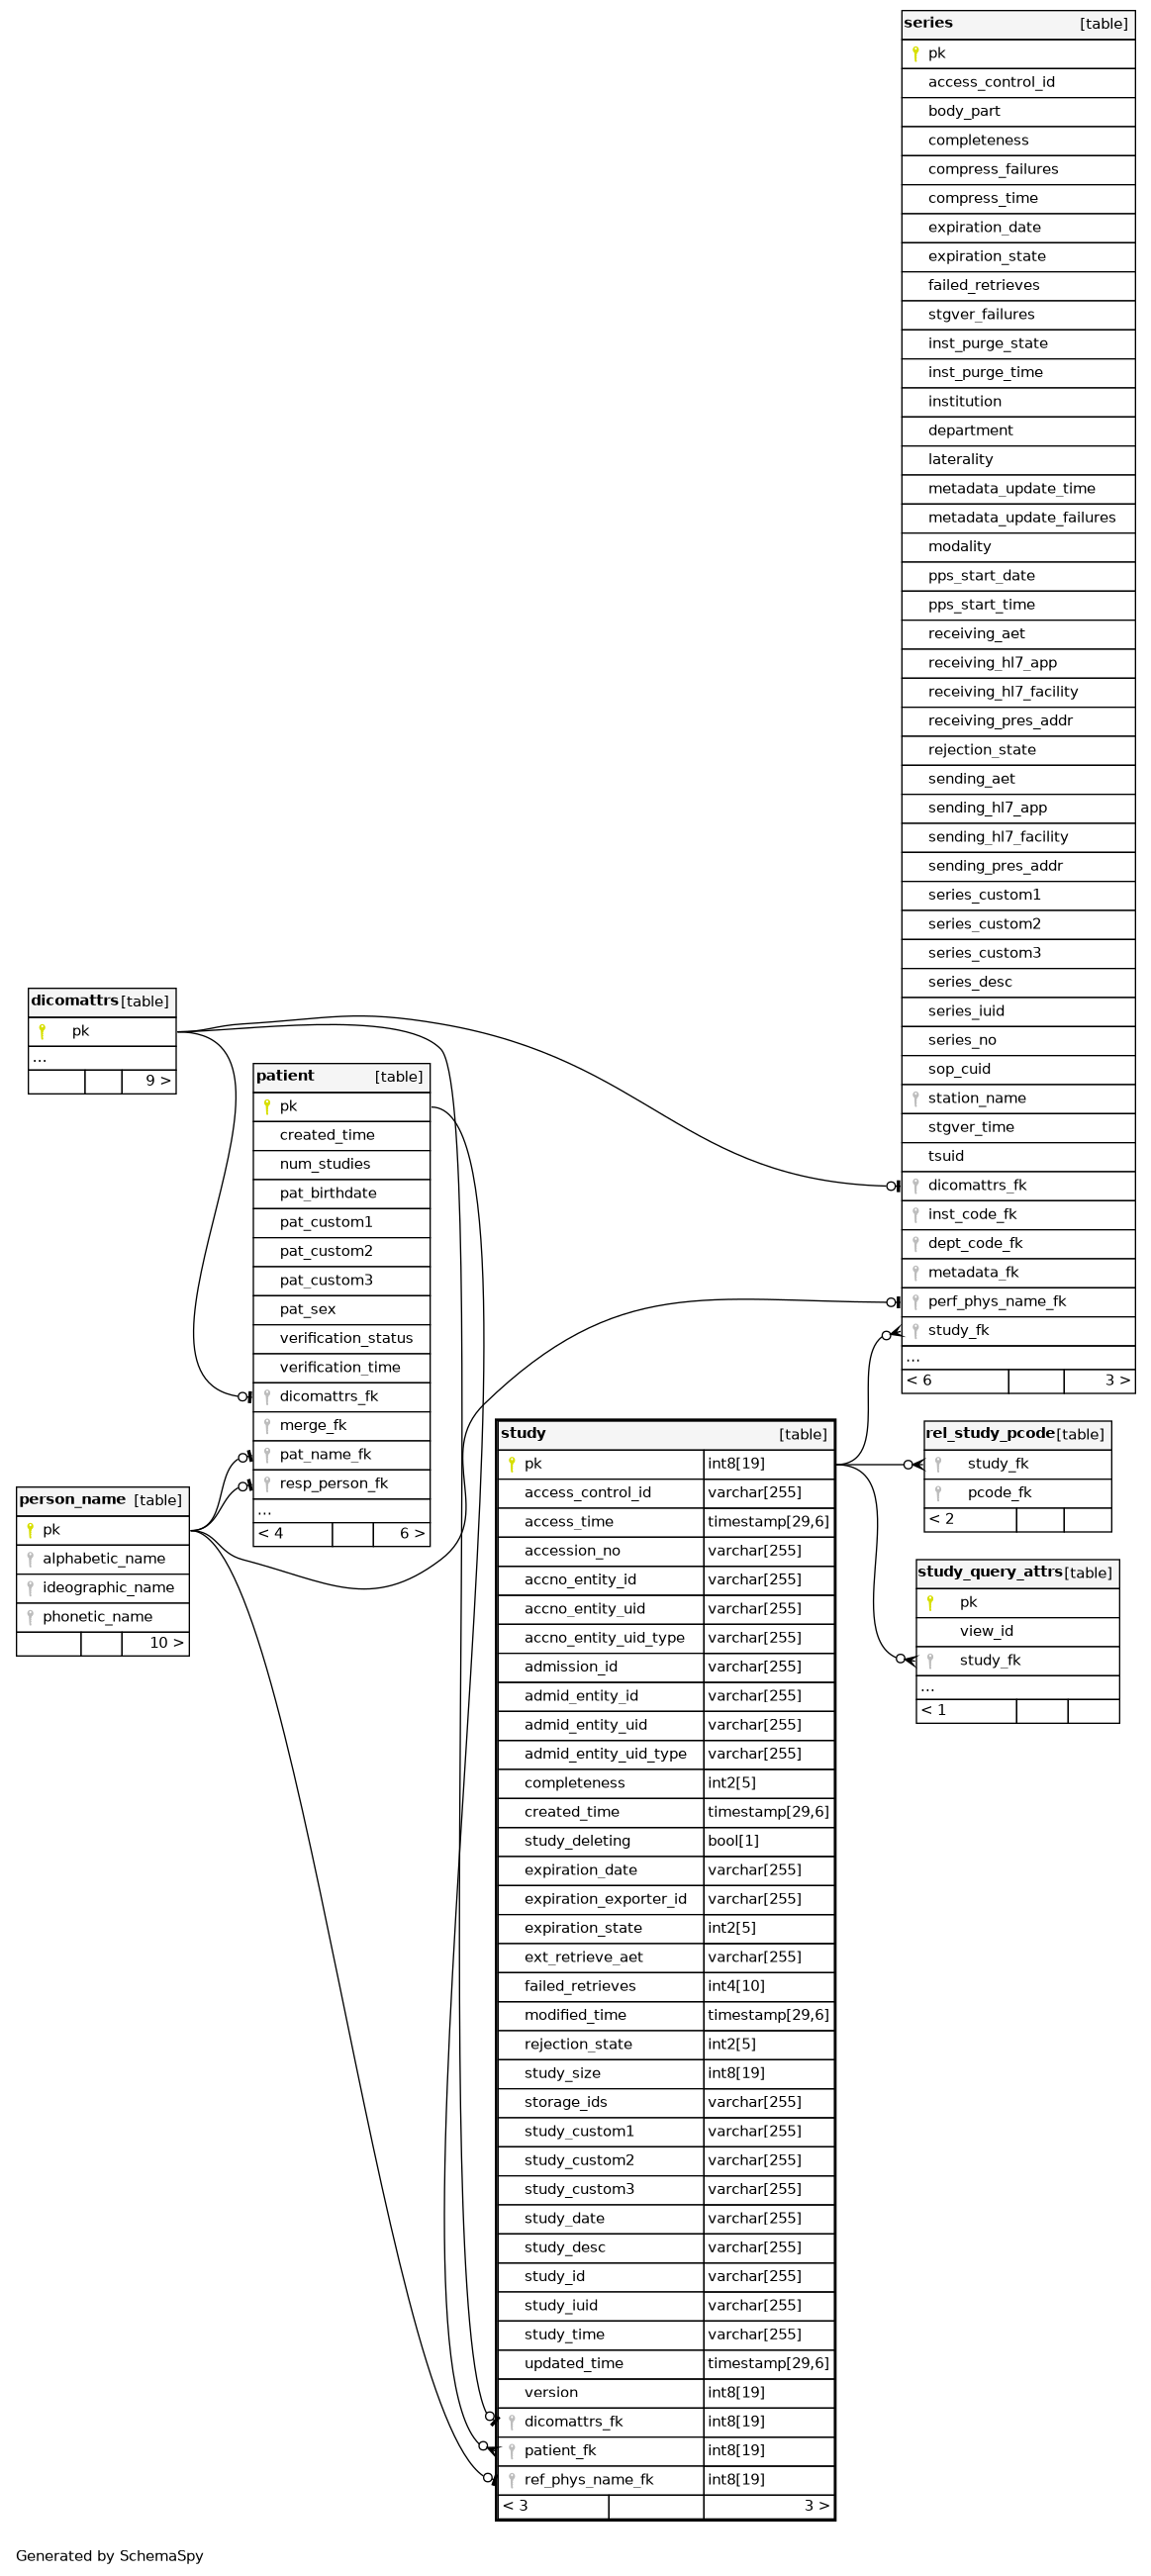 series [table]
pk
access_control_id
body_part
completeness
compress_failures
compress_time
expiration_date
expiration_state
failed_retrieves
stgver_failures
inst_purge_state
inst_purge_time
institution
department
laterality
metadata_update_time
metadata_update_failures
modality
pps_start_date
pps_start_time
receiving_aet
receiving_hl7_app
receiving_hl7_facility
receiving_pres_addr
rejection_state
sending_aet
sending_hl7_app
sending_hl7_facility
sending_pres_addr
series_custom1
series_custom2
series_custom3
series_desc
series_iuid
series_no
sop_cuid
station_name
stgver_time
tsuid
dicomattrs_fk
inst_code_fk
dept_code_fk
metadata_fk
perf_phys_name_fk
study_fk
...
< 6 3 >
dicomattrs [table]
pk
...
9 >
patient [table]
pk
created_time
num_studies
pat_birthdate
pat_custom1
pat_custom2
pat_custom3
pat_sex
verification_status
verification_time
dicomattrs_fk
merge_fk
pat_name_fk
resp_person_fk
...
< 4 6 >
person_name [table]
pk
alphabetic_name
ideographic_name
phonetic_name
10 >
study [table]
pk int8[19]
access_control_id varchar[255]
access_time timestamp[29,6]
accession_no varchar[255]
accno_entity_id varchar[255]
accno_entity_uid varchar[255]
accno_entity_uid_type varchar[255]
admission_id varchar[255]
admid_entity_id varchar[255]
admid_entity_uid varchar[255]
admid_entity_uid_type varchar[255]
completeness int2[5]
created_time timestamp[29,6]
study_deleting bool[1]
expiration_date varchar[255]
expiration_exporter_id varchar[255]
expiration_state int2[5]
ext_retrieve_aet varchar[255]
failed_retrieves int4[10]
modified_time timestamp[29,6]
rejection_state int2[5]
study_size int8[19]
storage_ids varchar[255]
study_custom1 varchar[255]
study_custom2 varchar[255]
study_custom3 varchar[255]
study_date varchar[255]
study_desc varchar[255]
study_id varchar[255]
study_iuid varchar[255]
study_time varchar[255]
updated_time timestamp[29,6]
version int8[19]
dicomattrs_fk int8[19]
patient_fk int8[19]
ref_phys_name_fk int8[19]
< 3 3 >
rel_study_pcode [table]
study_fk
pcode_fk
< 2
study_query_attrs [table]
pk
view_id
study_fk
...
< 1
Generated by SchemaSpy